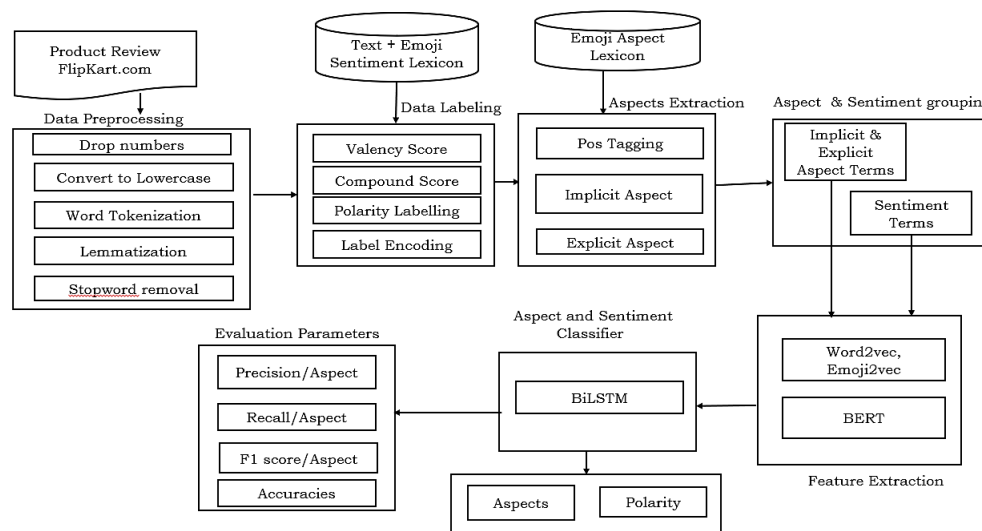 Product Review
FlipKart.com
Text + Emoji
Sentiment Lexicon
Emoji Aspect
Lexicon
Data Preprocessing
Drop numbers
Convert to Lowercase
Word Tokenization
Lemmatization
Stopword removal
Data Labeling
Valency Score
Compound Score
Polarity Labelling
Label Encoding
Aspects Extraction
Pos Tagging
Implicit Aspect
Explicit Aspect
Aspect & Sentiment groupin
Implicit &
Explicit
Aspect Terms
Sentiment
Terms
Word2vec,
Emoji2vec
BERT
Feature Extraction
Aspect and Sentiment
Classifier
BiLSTM
Aspects
Polarity
Evaluation Parameters
Precision/Aspect
Recall/Aspect
F1 score/Aspect
Accuracies